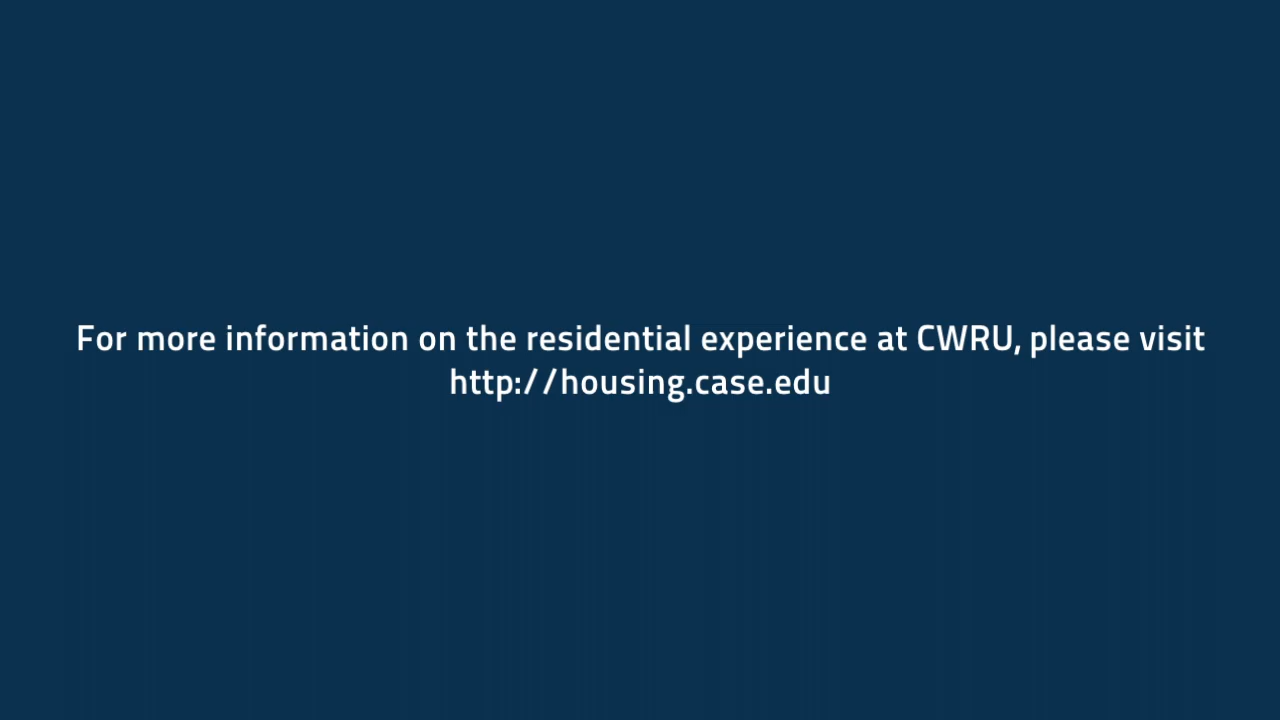 For more information on the residential experience at CWRU, please visit
http://housing.case.edu